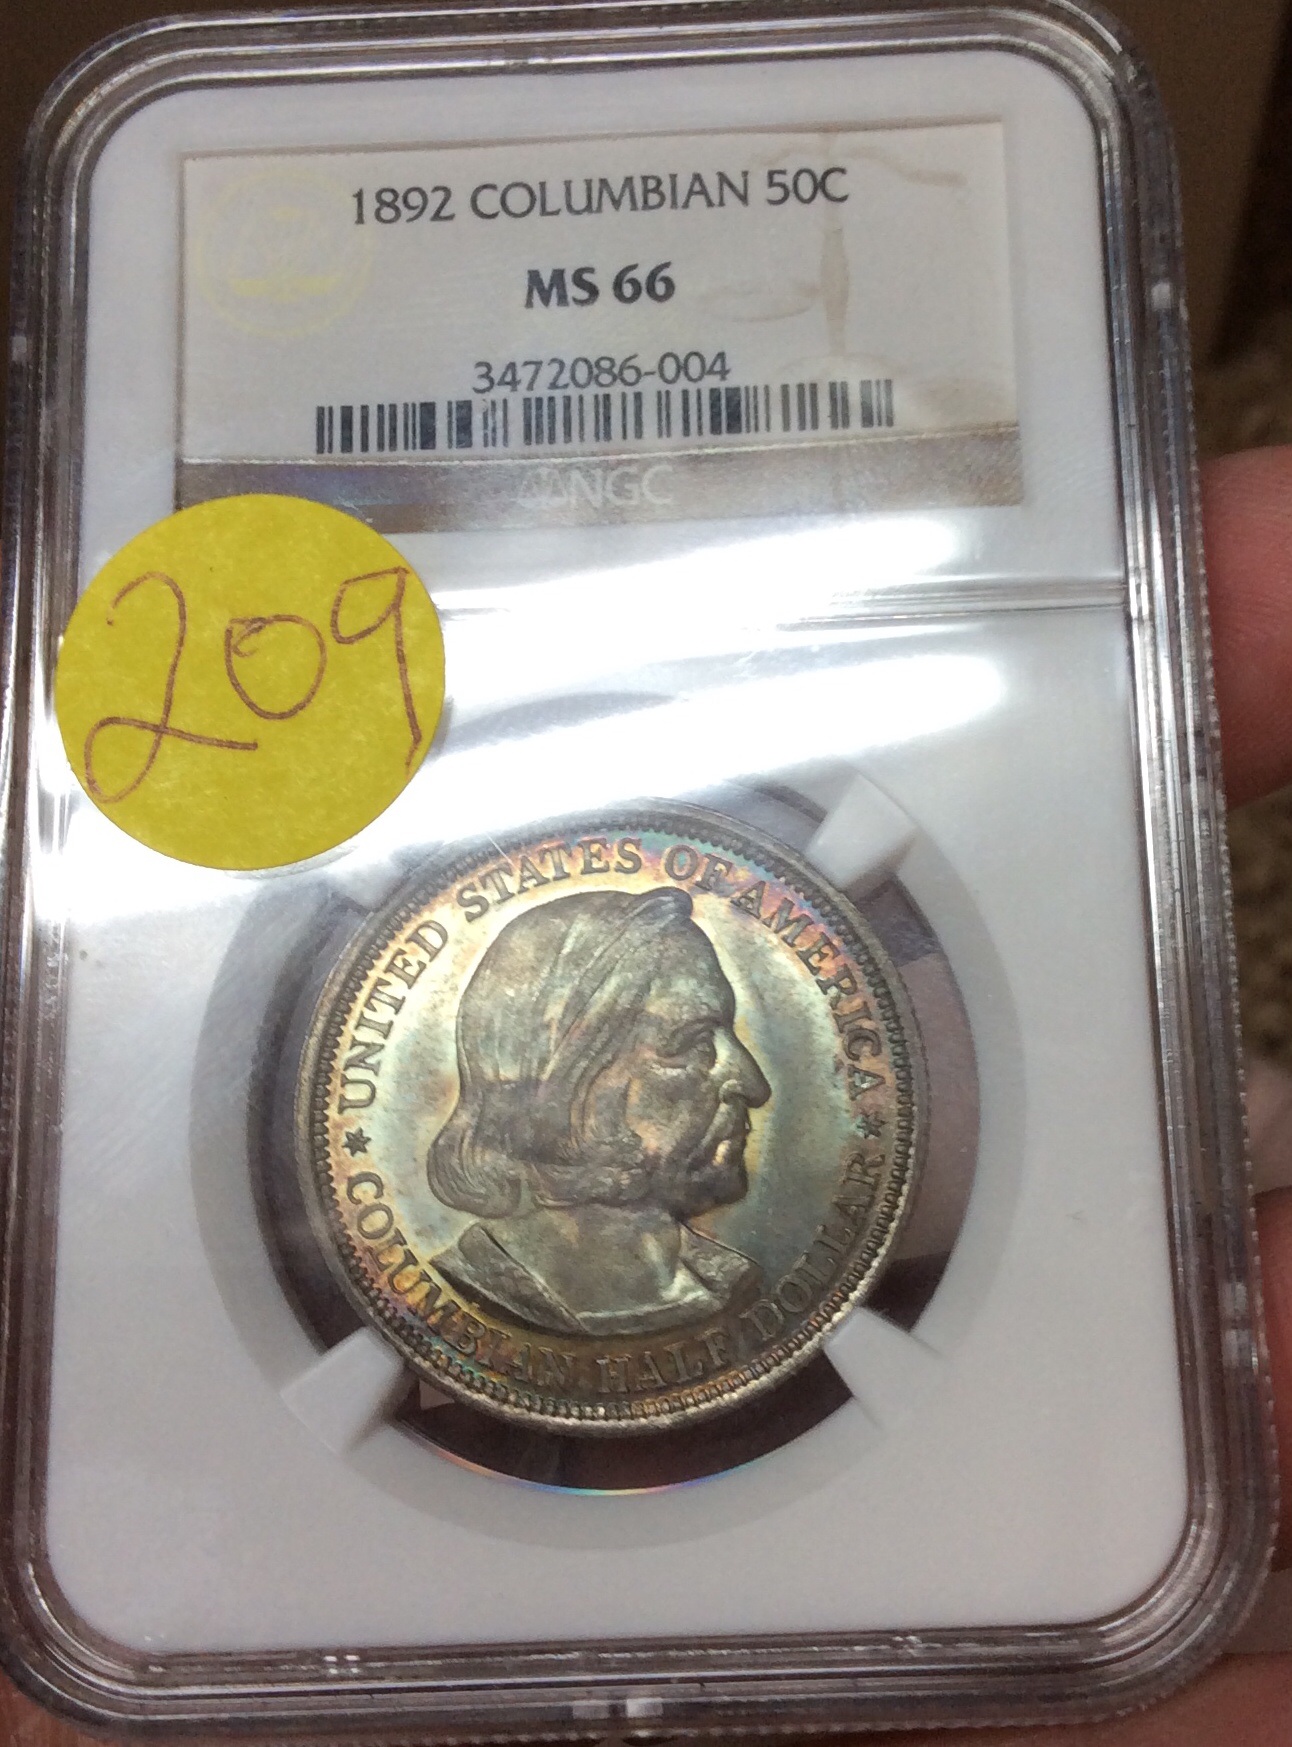 1892 COLUMBIAN 50C
MS 66
3472086-004
NGC
209
UNITED STATES OF AMERICA
COLUMBIAN HALF DOLLAR